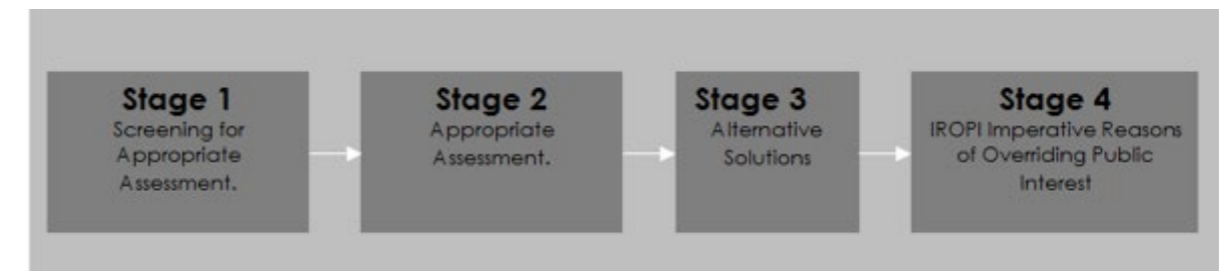 Stage 1
Screening for
Appropriate
Assessment.
Stage 2
Appropriate
Assessment.
Stage 3
Alternative
Solutions
Stage 4
IROPI Imperative Reasons
of Overriding Public
Interest